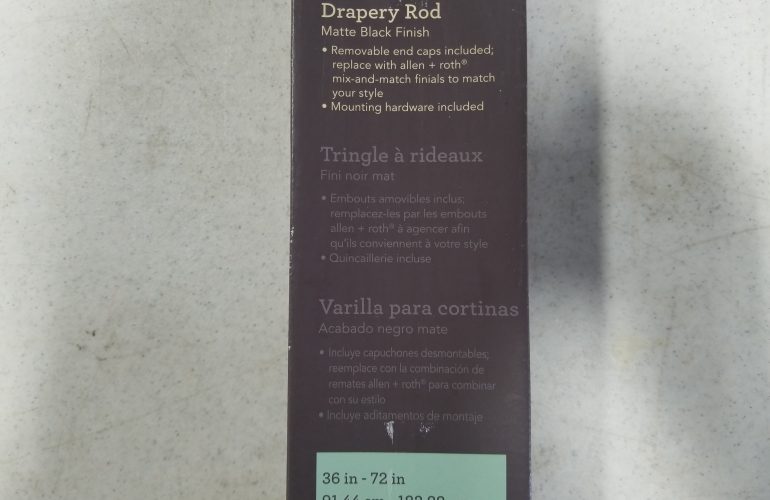 Drapery Rod
Matte Black Finish
• Removable end caps included;
replace with allen + roth®
mix-and-match finials to match
your style
• Mounting hardware included
Tringle à rideaux
Fini noir mat
• Embouts amovibles inclus;
remplacez-les par les embouts
allen + roth® à agencer afin
qu'ils conviennent à votre style
• Quincaillerie incluse
Varilla para cortinas
Acabado negro mate
• Incluye capuchones desmontables;
reemplace con la combinación de
remates allen + roth® para combinar
con su estilo
• Incluye aditamentos de montaje
36 in - 72 in